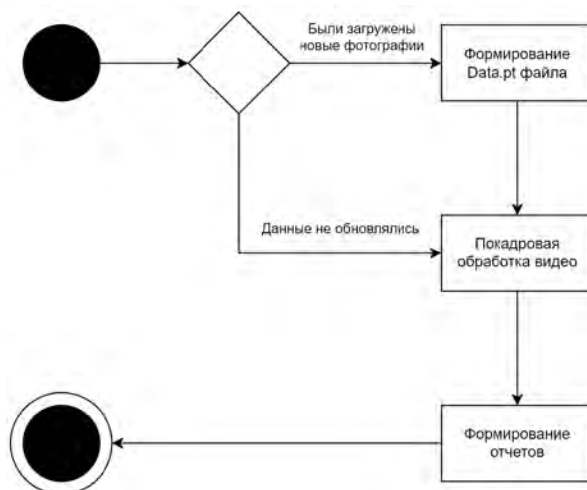 Были загружены
новые фотографии
Формирование
Data.pt файла
Данные не обновлялись
Покадровая
обработка видео
Формирование
отчетов